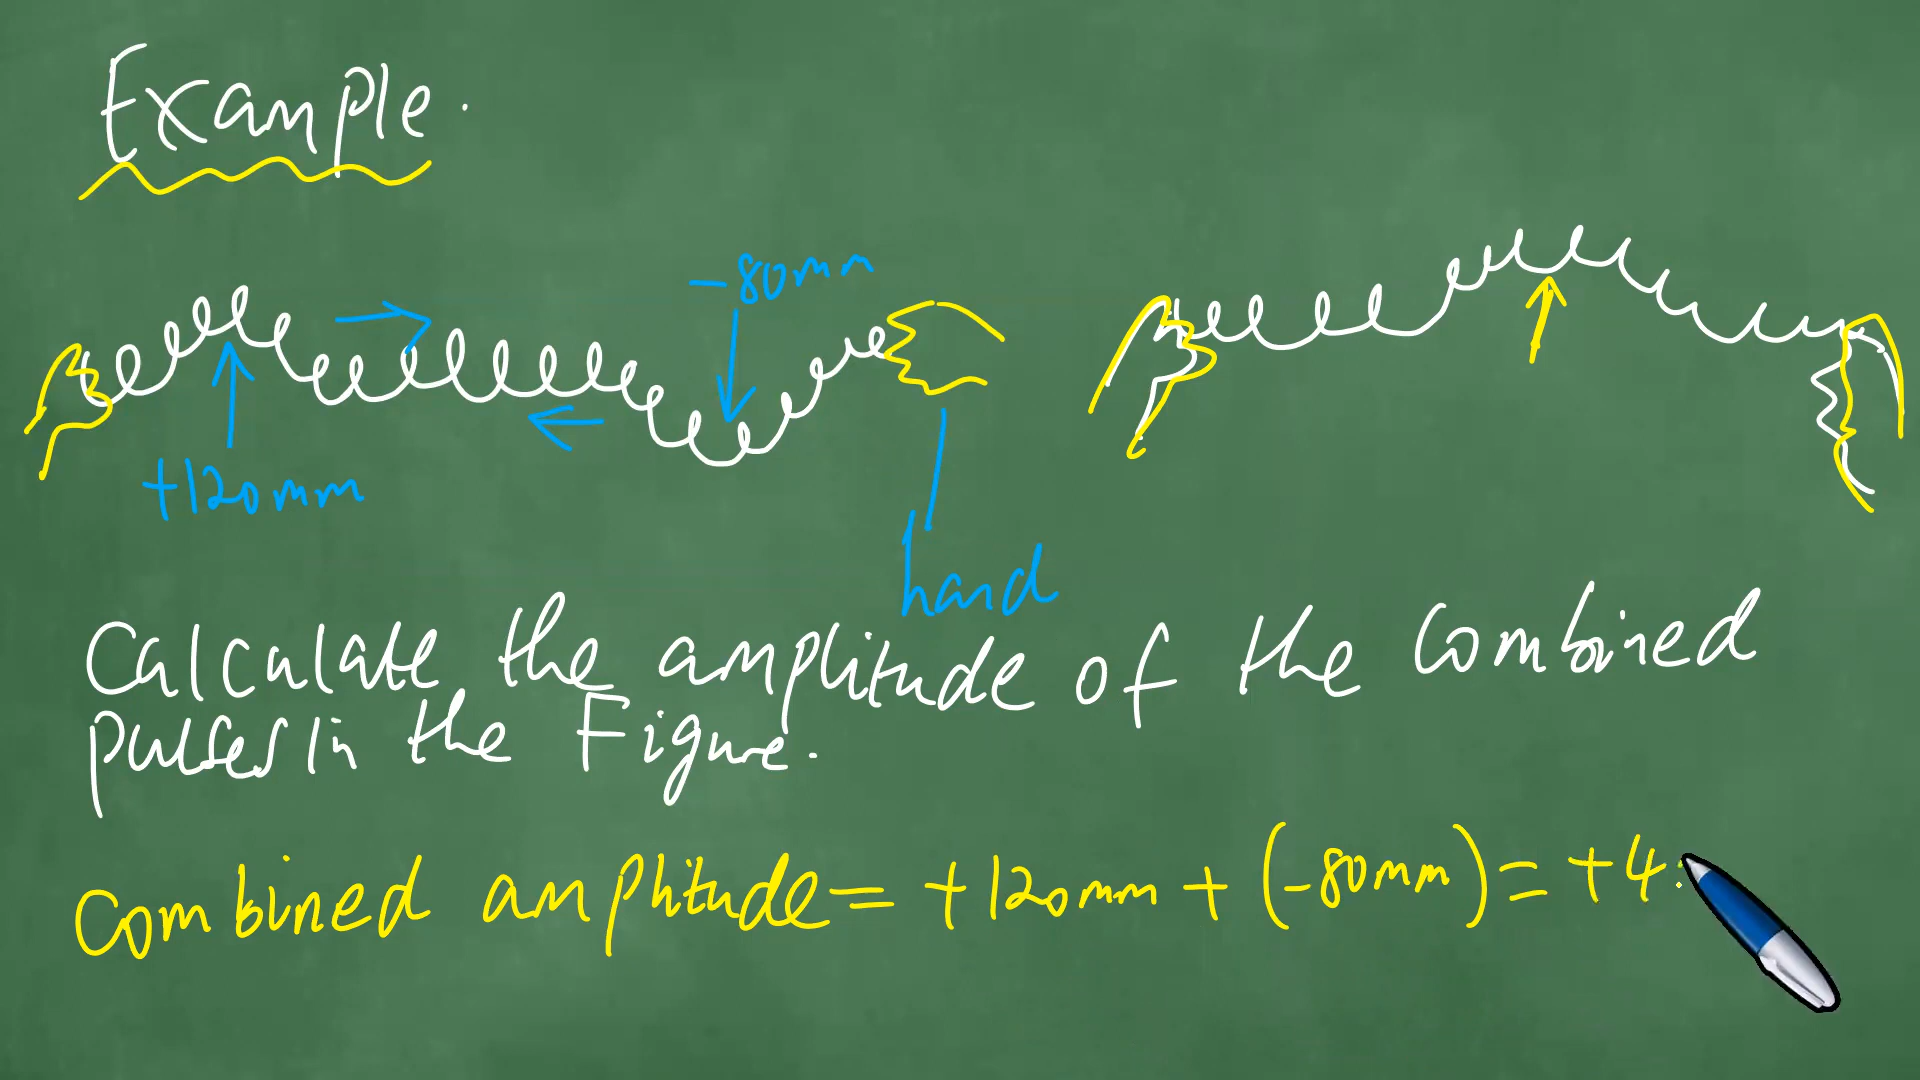 Example.
-80mm
+120mm
hand
Calculate the amplitude of the combined
pulses in the Figure.
Combined amplitude = +120mm + (-80mm) = +4